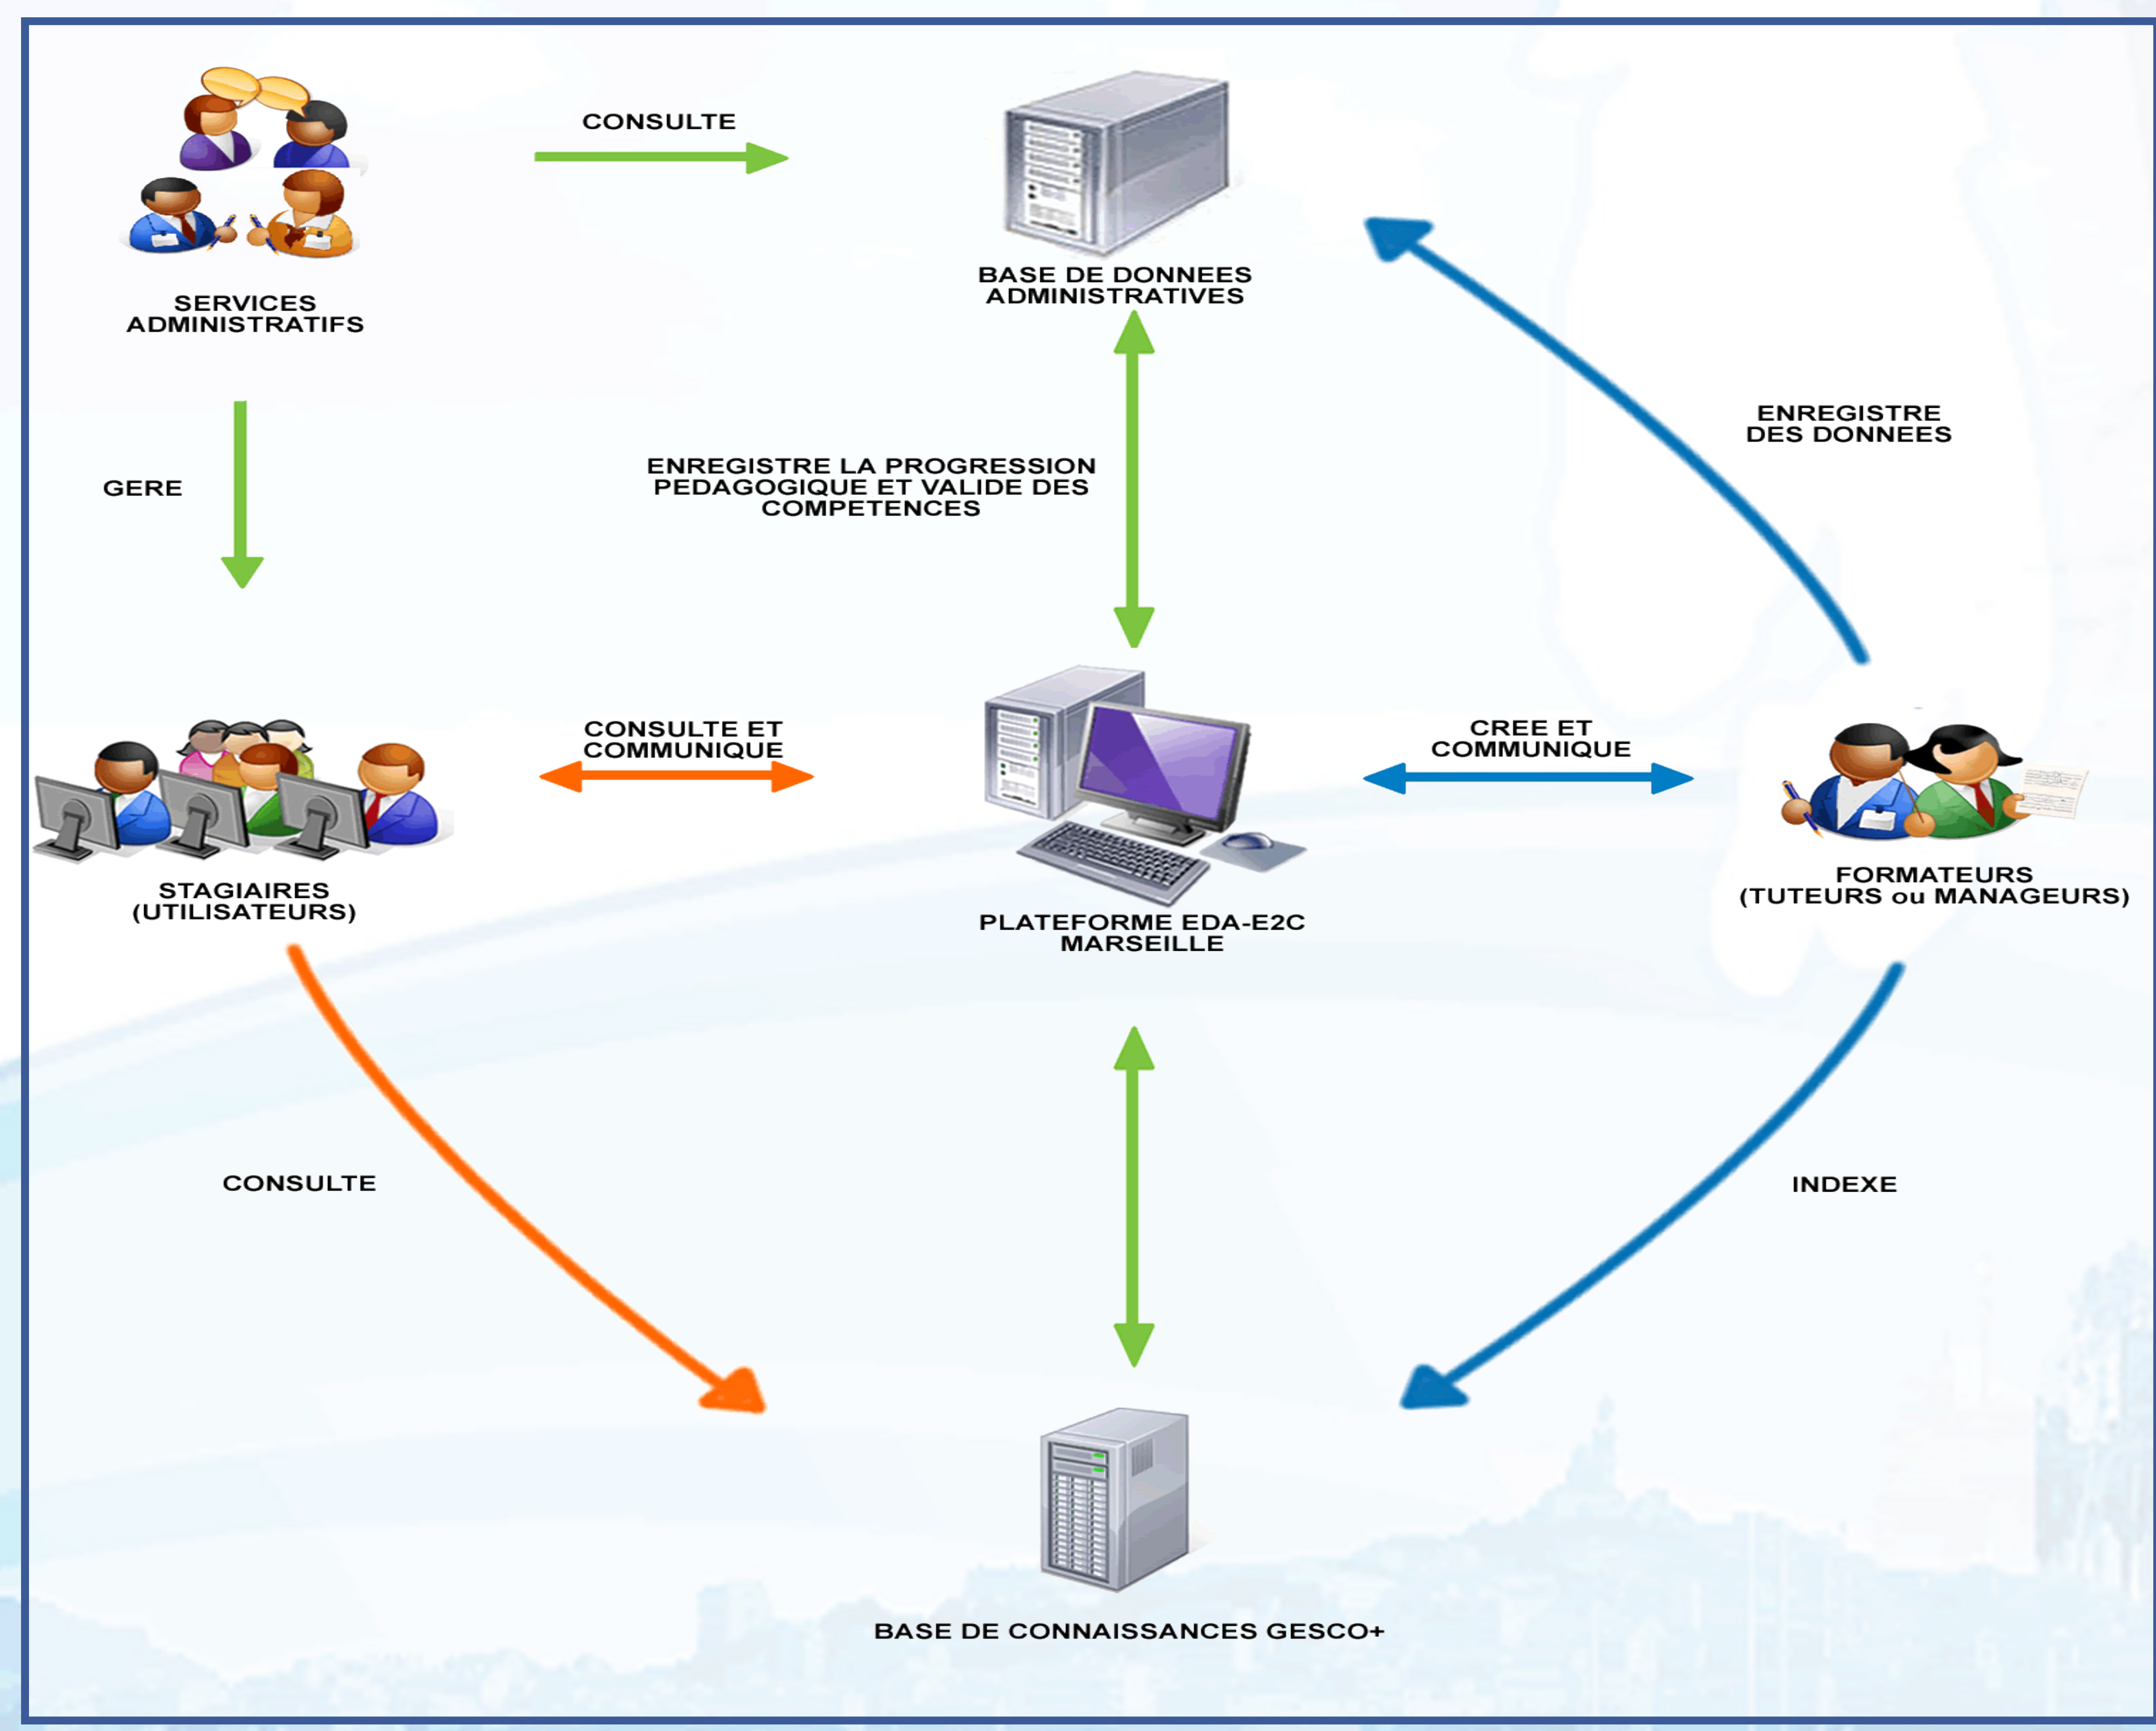 CONSULTE
BASE DE DONNEES
ADMINISTRATIVES
SERVICES
ADMINISTRATIFS
ENREGISTRE
DES DONNEES
GERE
ENREGISTRE LA PROGRESSION
PEDAGOGIQUE ET VALIDE DES
COMPETENCES
CONSULTE ET
COMMUNIQUE
CREE ET
COMMUNIQUE
STAGIAIRES
(UTILISATEURS)
PLATEFORME EDA-E2C
MARSEILLE
FORMATEURS
(TUTEURS ou MANAGEURS)
CONSULTE
INDEXE
BASE DE CONNAISSANCES GESCO+